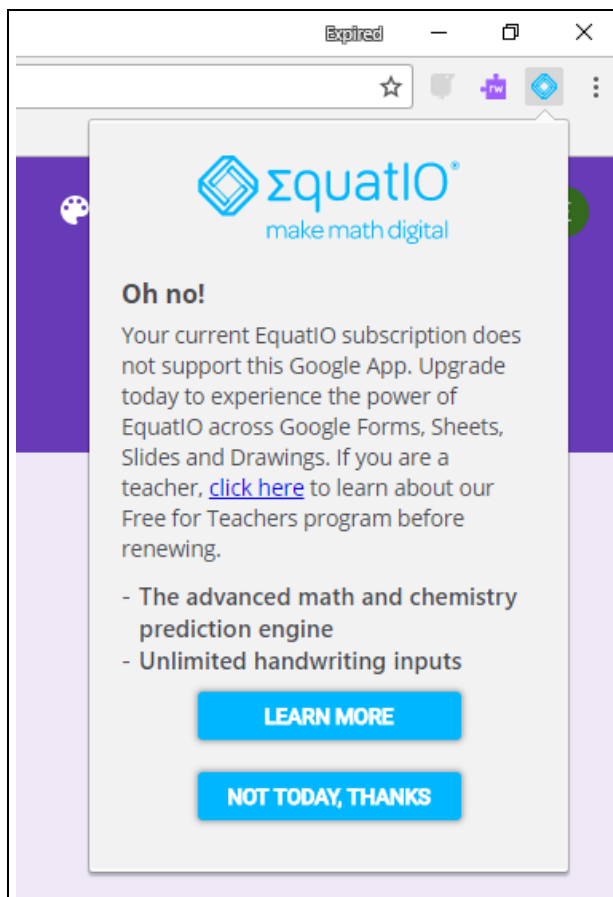 Expired
rw
ΣquatIO®
make math digital
Oh no!
Your current EquatIO subscription does
not support this Google App. Upgrade
today to experience the power of
EquatIO across Google Forms, Sheets,
Slides and Drawings. If you are a
teacher, click here to learn about our
Free for Teachers program before
renewing.
- The advanced math and chemistry
prediction engine
- Unlimited handwriting inputs
LEARN MORE
NOT TODAY, THANKS